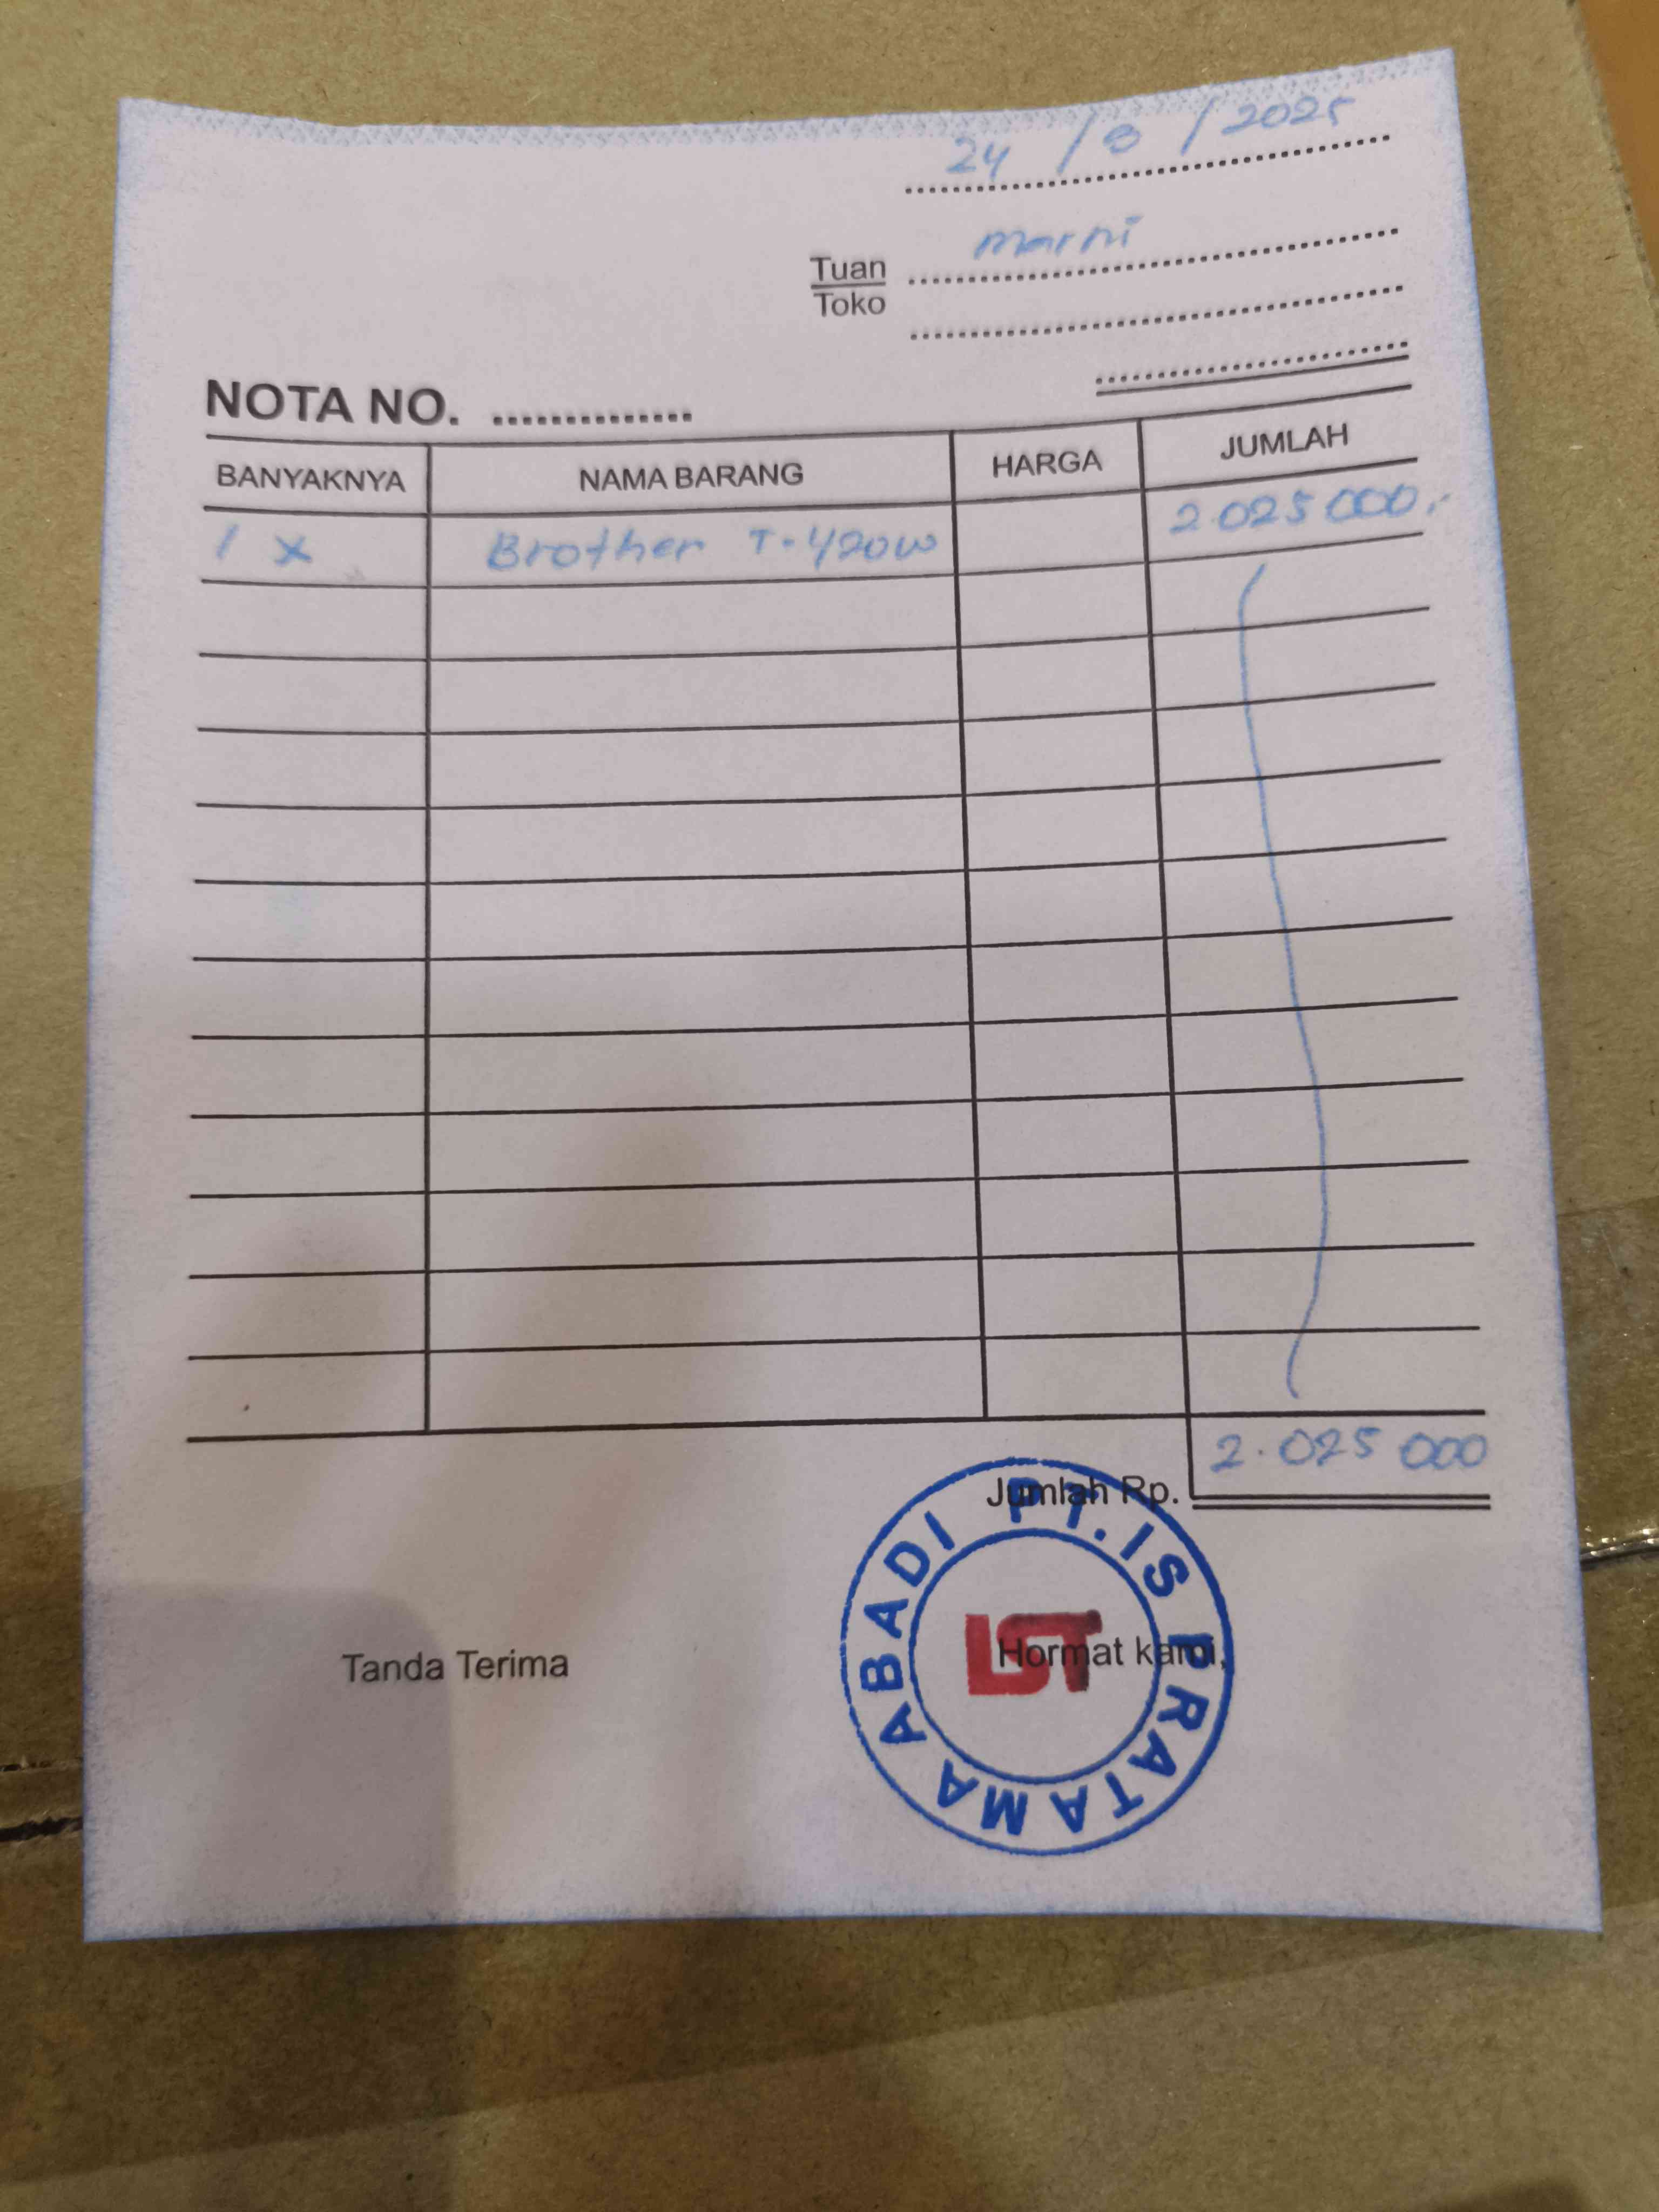 24 / 8 / 2025
Tuan marni
Toko
NOTA NO. ..............
BANYAKNYA NAMA BARANG HARGA JUMLAH
1 x Brother T-420W 2.025 000,-
Jumlah Rp. 2.025 000
Tanda Terima Hormat kami,
PT. IS PRATAMA ABADI
IST